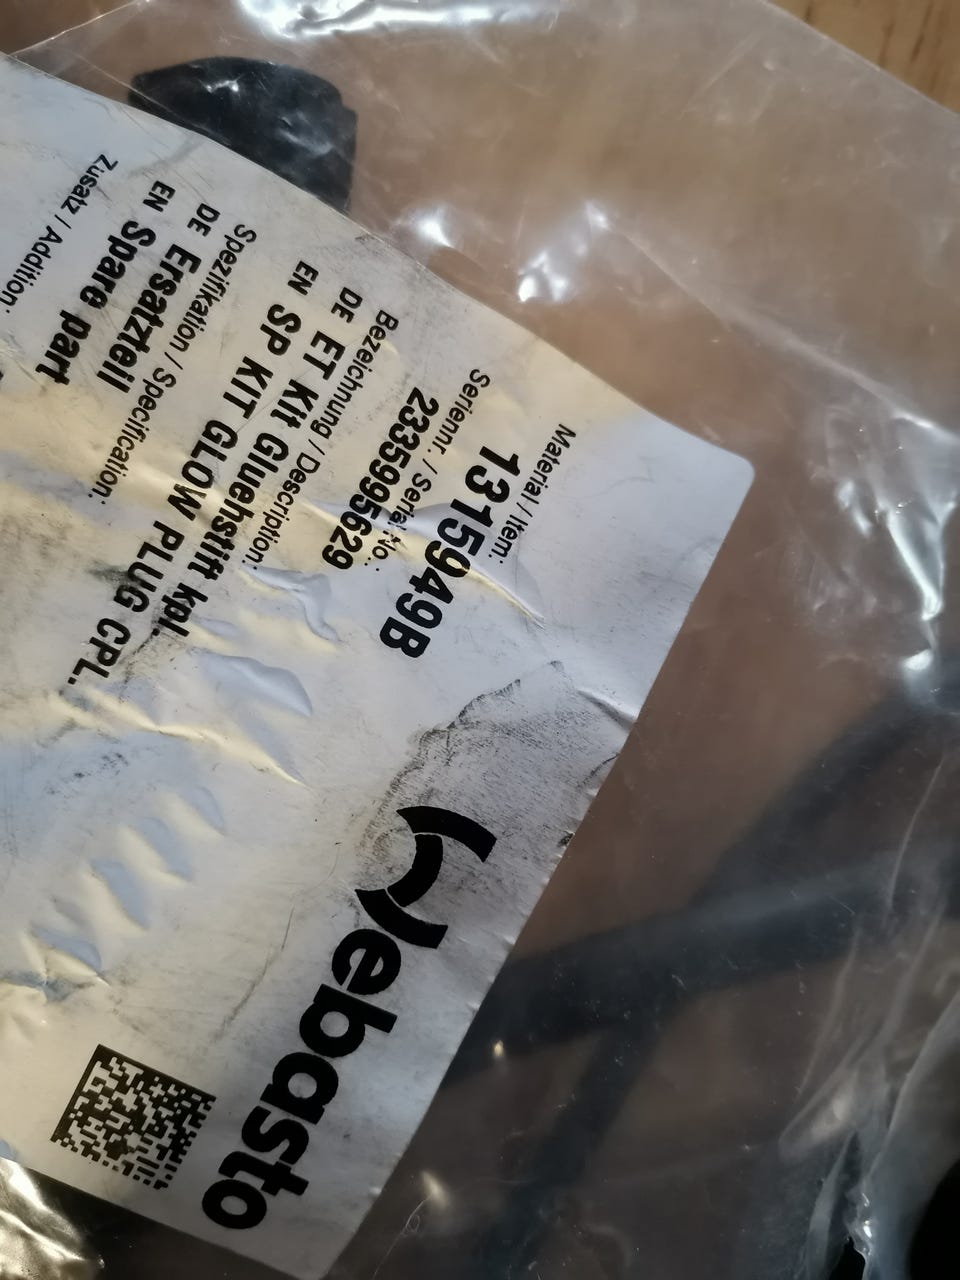 Webasto
Material / Item:
1315949B
Seriennr. / Serial No.:
2335995629
Bezeichnung / Description:
DE ET Kit Gluehstift kpl.
EN SP KIT GLOW PLUG CPL.
Spezifikation / Specification:
DE Ersatzteil
EN Spare part
Zusatz / Addition: